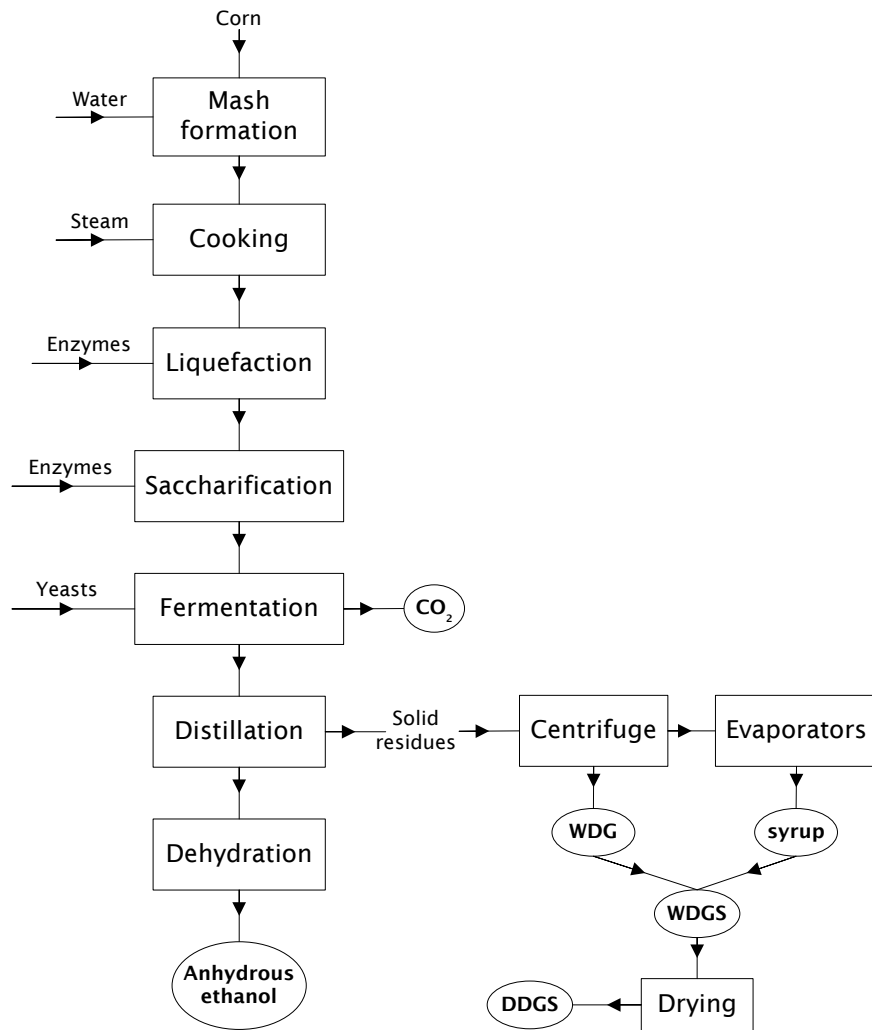 Corn
Water
Mash
formation
Steam
Cooking
Enzymes
Liquefaction
Enzymes
Saccharification
Yeasts
Fermentation
CO₂
Distillation
Solid
residues
Centrifuge
Evaporators
Dehydration
WDG
syrup
WDGS
Anhydrous
ethanol
DDGS
Drying